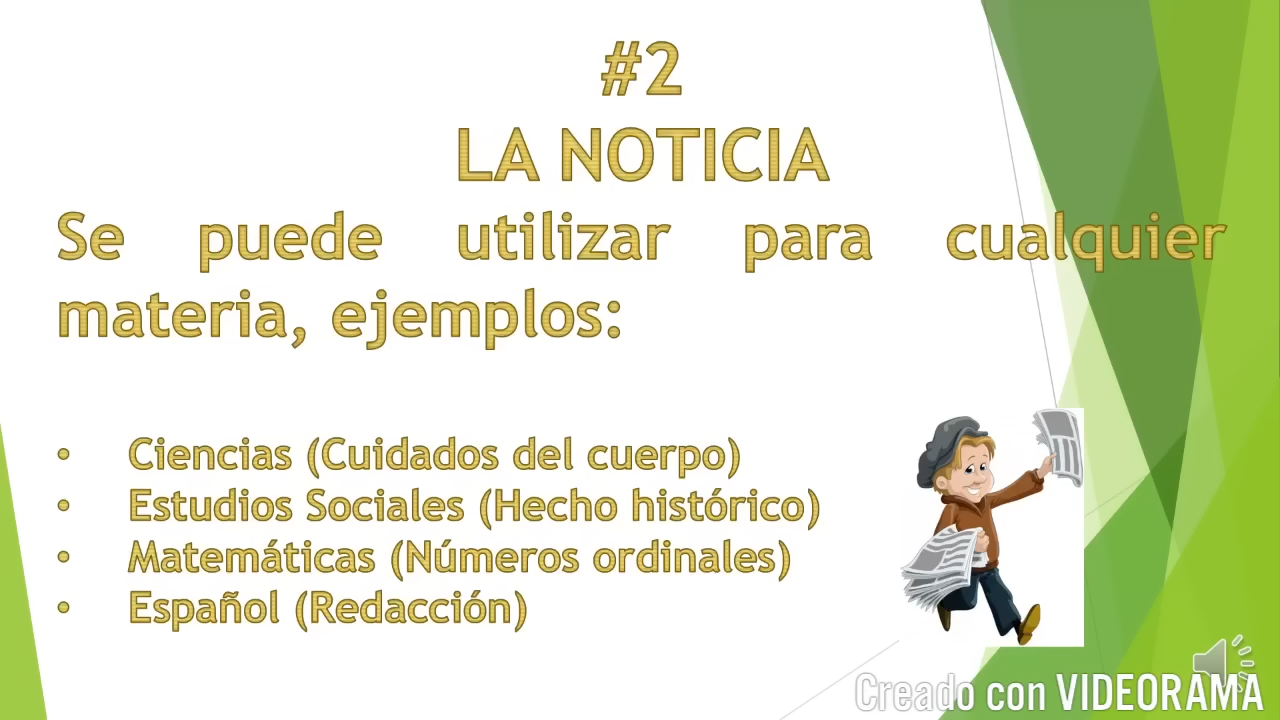 #2
LA NOTICIA
Se puede utilizar para cualquier
materia, ejemplos:
• Ciencias (Cuidados del cuerpo)
• Estudios Sociales (Hecho histórico)
• Matemáticas (Números ordinales)
• Español (Redacción)
Creado con VIDEORAMA